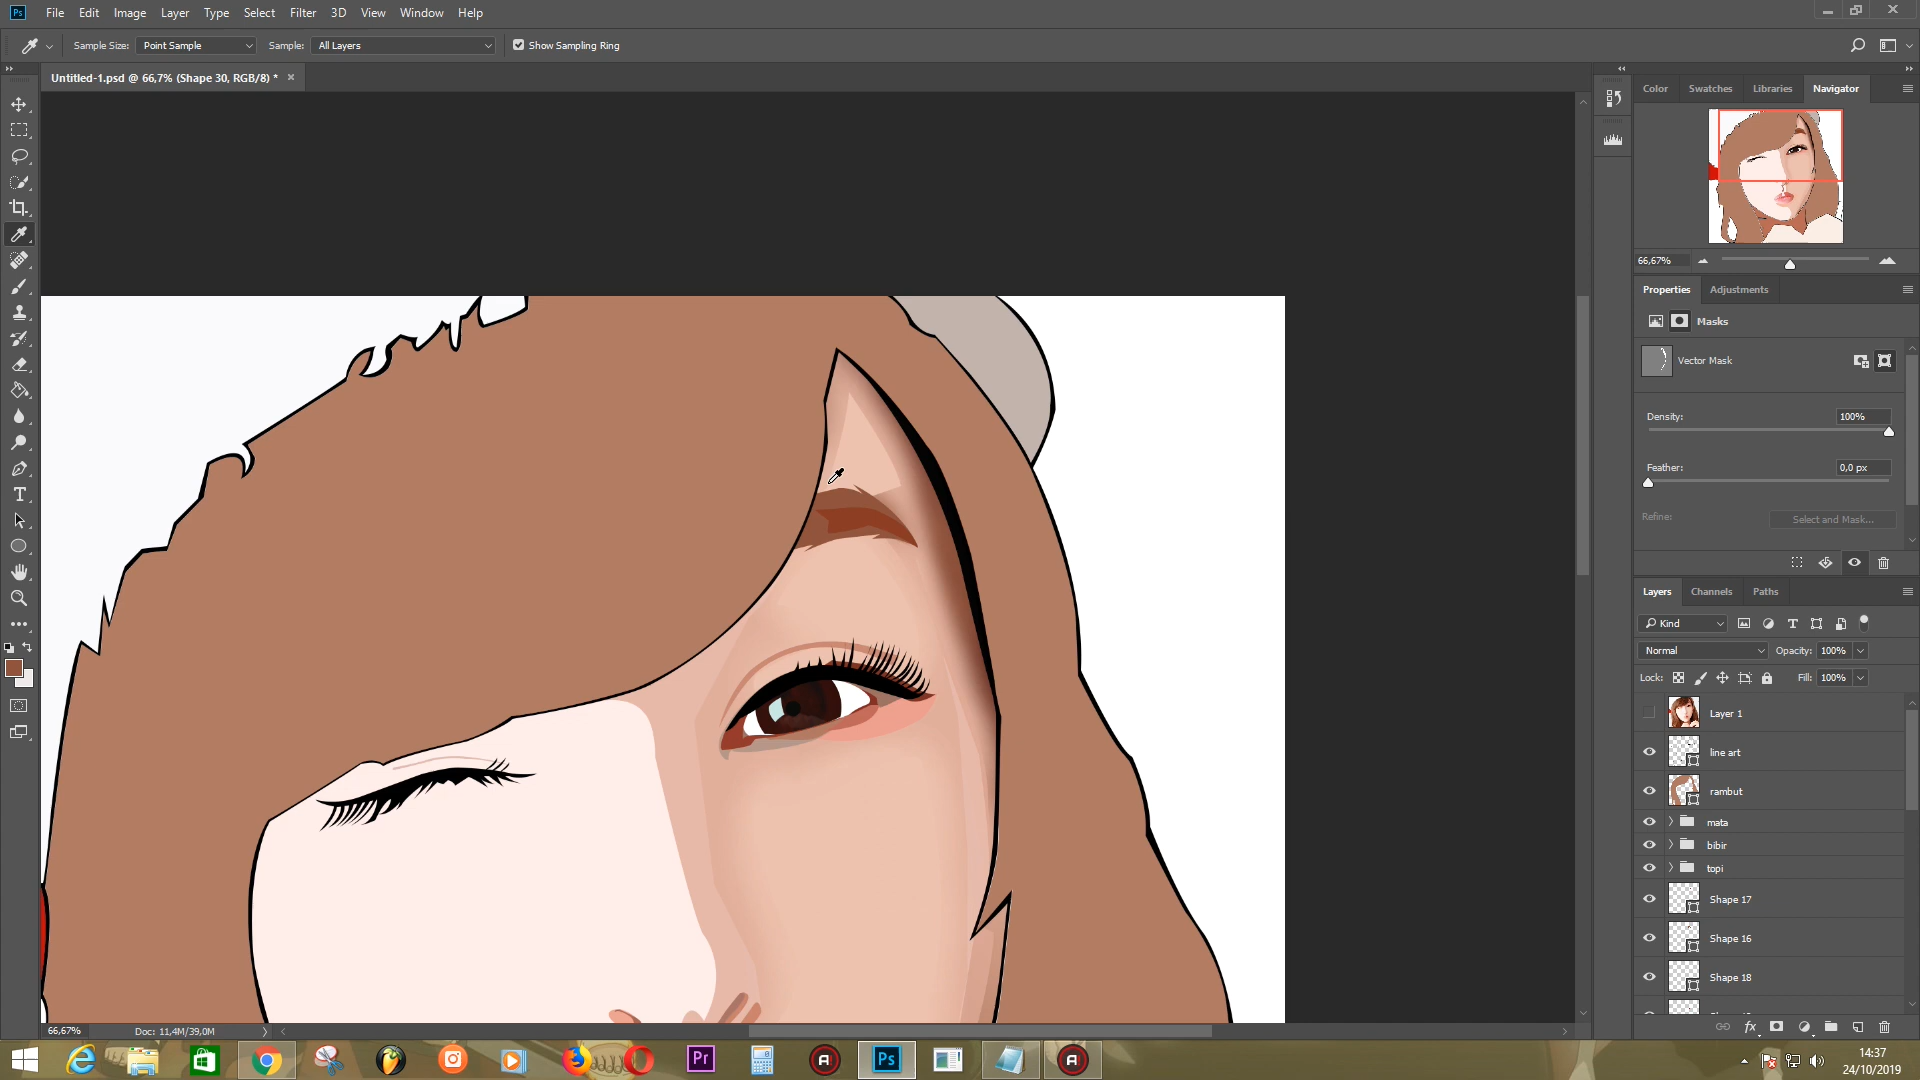 Ps File Edit Image Layer Type Select Filter 3D View Window Help
Sample Size: Point Sample Sample: All Layers Show Sampling Ring
Untitled-1.psd @ 66,7% (Shape 30, RGB/8) *
Color Swatches Libraries Navigator
66,67%
Properties Adjustments
Masks
Vector Mask
Density: 100%
Feather: 0,0 px
Refine: Select and Mask...
Layers Channels Paths
Kind
Normal Opacity: 100%
Lock: Fill: 100%
Layer 1
line art
rambut
mata
bibir
topi
Shape 17
Shape 16
Shape 18
66,67% Doc: 11,4M/39,0M
Pr Ps
14:37
24/10/2019